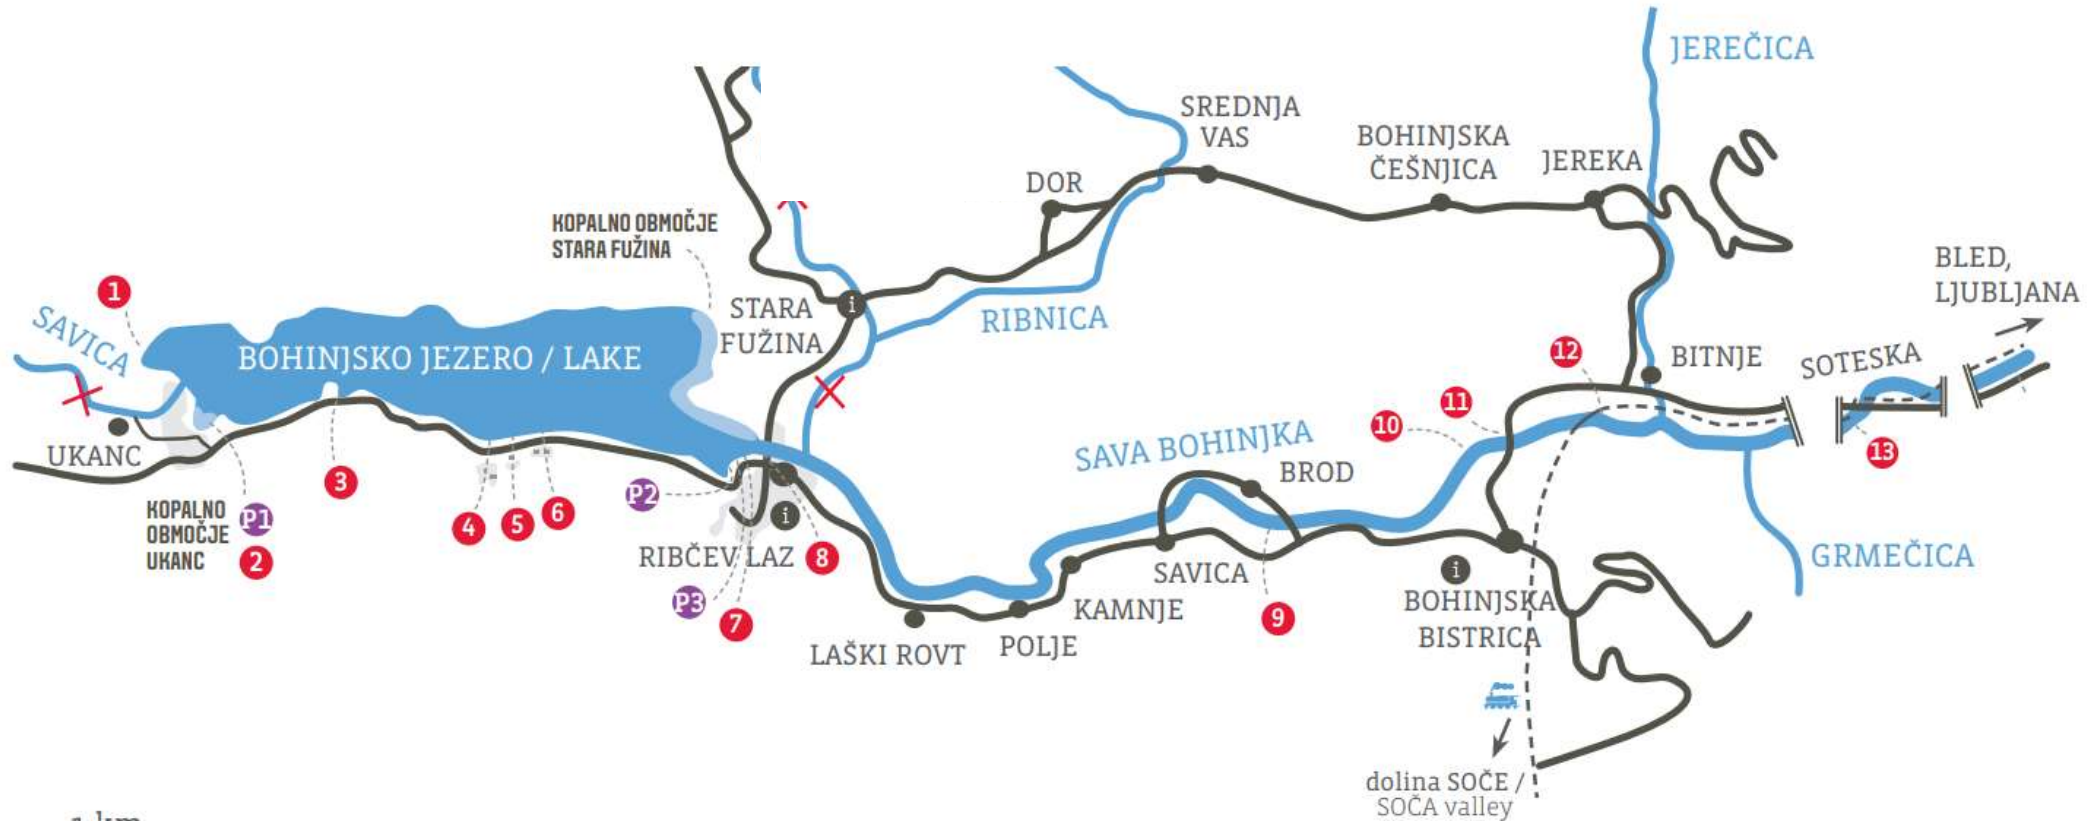 JEREČICA
SREDNJA
VAS
BOHINJSKA
ČEŠNJICA
JEREKA
DOR
KOPALNO OBMOČJE
STARA FUŽINA
BLED,
LJUBLJANA
1
SAVICA
STARA
FUŽINA
i
RIBNICA
BOHINJSKO JEZERO / LAKE
12
BITNJE
SOTESKA
11
10
13
UKANC
SAVA BOHINJKA
BROD
3
P2
KOPALNO
OBMOČJE
UKANC
P1
2
4
5
6
i
RIBČEV LAZ
8
P3
7
LAŠKI ROVT
POLJE
KAMNJE
SAVICA
9
i
BOHINJSKA
BISTRICA
GRMEČICA
dolina SOČE /
SOČA valley
1 km